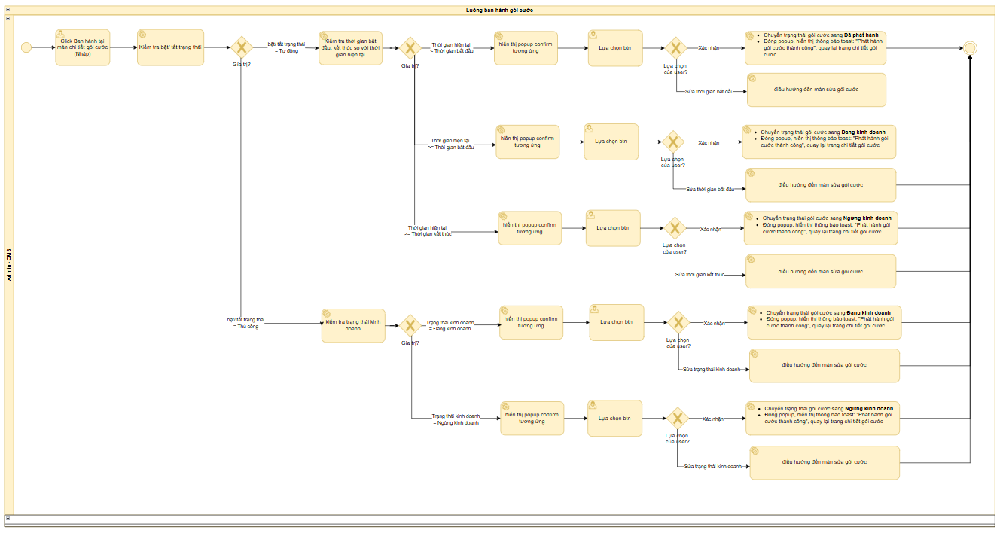 Luồng ban hành gói cước
Admin - CMS
Click Ban hành tại
màn chi tiết gói cước
(Nháp)
Kiểm tra bật/ tắt trạng thái
Gía trị?
bật/ tắt trạng thái
= Tự động
Kiểm tra thời gian bắt
đầu, kết thúc so với thời
gian hiện tại
Gía trị?
Thời gian hiện tại
< Thời gian bắt đầu
hiển thị popup confirm
tương ứng
Lựa chọn btn
Lựa chọn
của user?
Xác nhận
• Chuyển trạng thái gói cước sang Đã phát hành
• Đóng popup, hiển thị thông báo toast: "Phát hành
gói cước thành công", quay lại trang chi tiết gói
cước
Sửa thời gian bắt đầu
điều hướng đến màn sửa gói cước
Thời gian hiện tại
>= Thời gian bắt đầu
hiển thị popup confirm
tương ứng
Lựa chọn btn
Lựa chọn
của user?
Xác nhận
• Chuyển trạng thái gói cước sang Đang kinh doanh
• Đóng popup, hiển thị thông báo toast: "Phát hành gói
cước thành công", quay lại trang chi tiết gói cước
Sửa thời gian bắt đầu
điều hướng đến màn sửa gói cước
Thời gian hiện tại
>= Thời gian kết thúc
hiển thị popup confirm
tương ứng
Lựa chọn btn
Lựa chọn
của user?
Xác nhận
• Chuyển trạng thái gói cước sang Ngừng kinh doanh
• Đóng popup, hiển thị thông báo toast: "Phát hành gói
cước thành công", quay lại trang chi tiết gói cước
Sửa thời gian kết thúc
điều hướng đến màn sửa gói cước
bật/ tắt trạng thái
= Thủ công
kiểm tra trạng thái kinh
doanh
Gía trị?
Trạng thái kinh doanh
= Đang kinh doanh
hiển thị popup confirm
tương ứng
Lựa chọn btn
Lựa chọn
của user?
Xác nhận
• Chuyển trạng thái gói cước sang Đang kinh doanh
• Đóng popup, hiển thị thông báo toast: "Phát hành gói
cước thành công", quay lại trang chi tiết gói cước
Sửa trạng thái kinh doanh
điều hướng đến màn sửa gói cước
Trạng thái kinh doanh
= Ngừng kinh doanh
hiển thị popup confirm
tương ứng
Lựa chọn btn
Lựa chọn
của user?
Xác nhận
• Chuyển trạng thái gói cước sang Ngừng kinh doanh
• Đóng popup, hiển thị thông báo toast: "Phát hành gói
cước thành công", quay lại trang chi tiết gói cước
Sửa trạng thái kinh doanh
điều hướng đến màn sửa gói cước